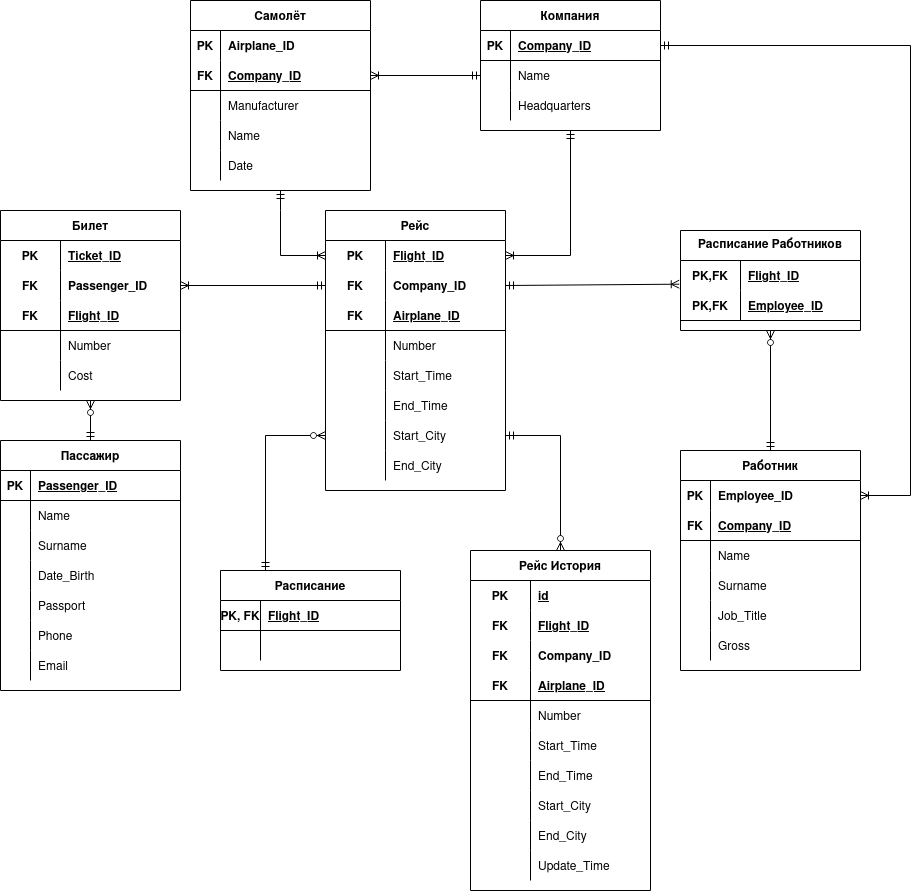 Самолёт
PK Airplane_ID
FK Company_ID
Manufacturer
Name
Date
Компания
PK Company_ID
Name
Headquarters
Билет
PK Ticket_ID
FK Passenger_ID
FK Flight_ID
Number
Cost
Рейс
PK Flight_ID
FK Company_ID
FK Airplane_ID
Number
Start_Time
End_Time
Start_City
End_City
Расписание Работников
PK,FK Flight_ID
PK,FK Employee_ID
Пассажир
PK Passenger_ID
Name
Surname
Date_Birth
Passport
Phone
Email
Расписание
PK, FK Flight_ID
Рейс История
PK id
FK Flight_ID
FK Company_ID
FK Airplane_ID
Number
Start_Time
End_Time
Start_City
End_City
Update_Time
Работник
PK Employee_ID
FK Company_ID
Name
Surname
Job_Title
Gross